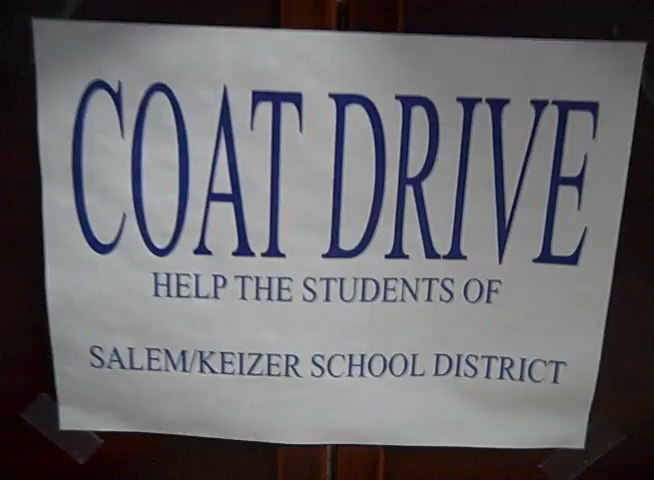 COAT DRIVE
HELP THE STUDENTS OF
SALEM/KEIZER SCHOOL DISTRICT